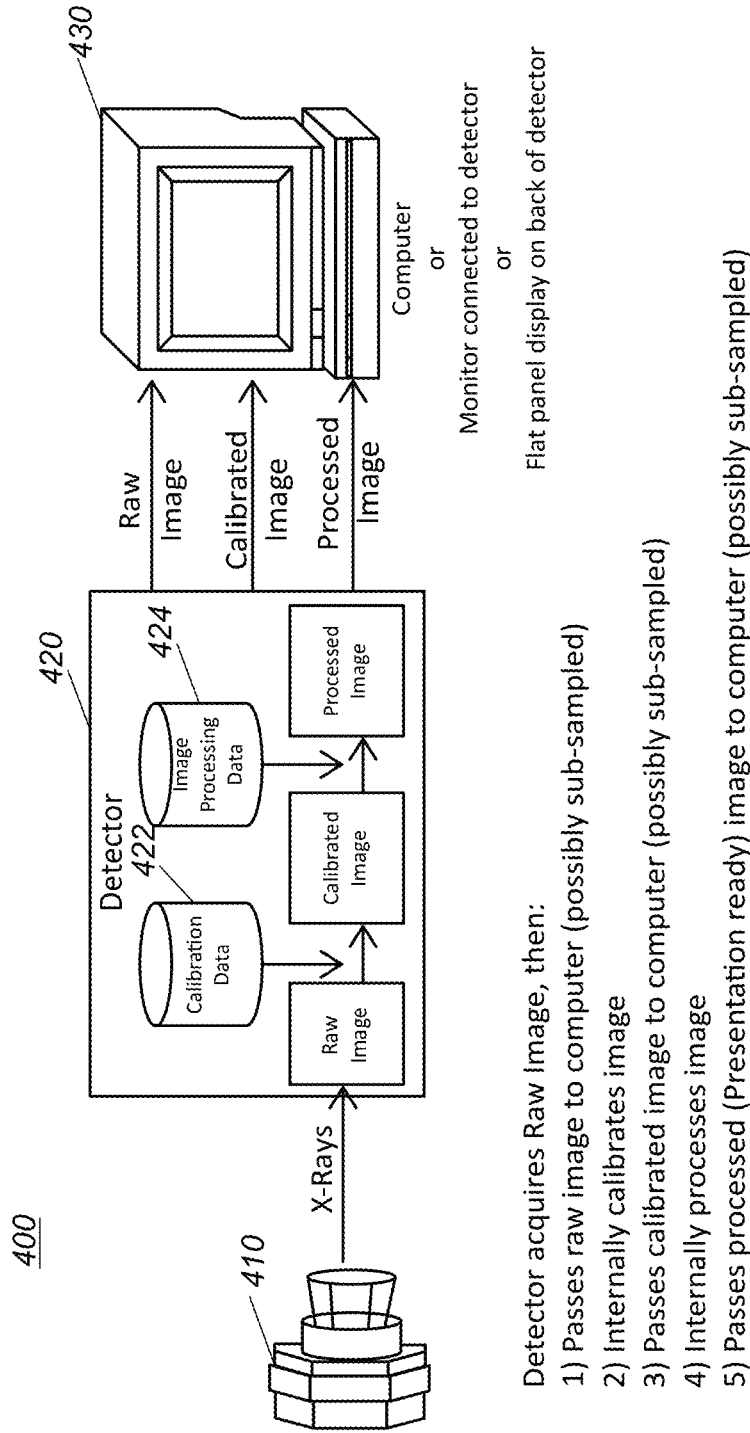 400
410
X-Rays
420
Detector
422
Calibration
Data
424
Image
Processing
Data
Raw
Image
Calibrated
Image
Processed
Image
Raw
Image
Calibrated
Image
Processed
Image
430
Computer
or
Monitor connected to detector
or
Flat panel display on back of detector
Detector acquires Raw Image, then:
1) Passes raw image to computer (possibly sub-sampled)
2) Internally calibrates image
3) Passes calibrated image to computer (possibly sub-sampled)
4) Internally processes image
5) Passes processed (Presentation ready) image to computer (possibly sub-sampled)